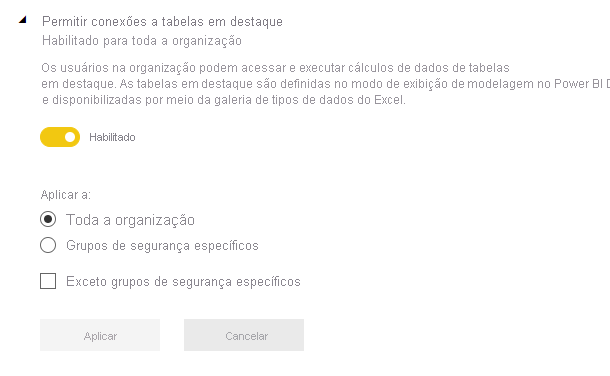 Permitir conexões a tabelas em destaque
Habilitado para toda a organização
Os usuários na organização podem acessar e executar cálculos de dados de tabelas
em destaque. As tabelas em destaque são definidas no modo de exibição de modelagem no Power BI D
e disponibilizadas por meio da galeria de tipos de dados do Excel.
Habilitado
Aplicar a:
Toda a organização
Grupos de segurança específicos
Exceto grupos de segurança específicos
Aplicar Cancelar